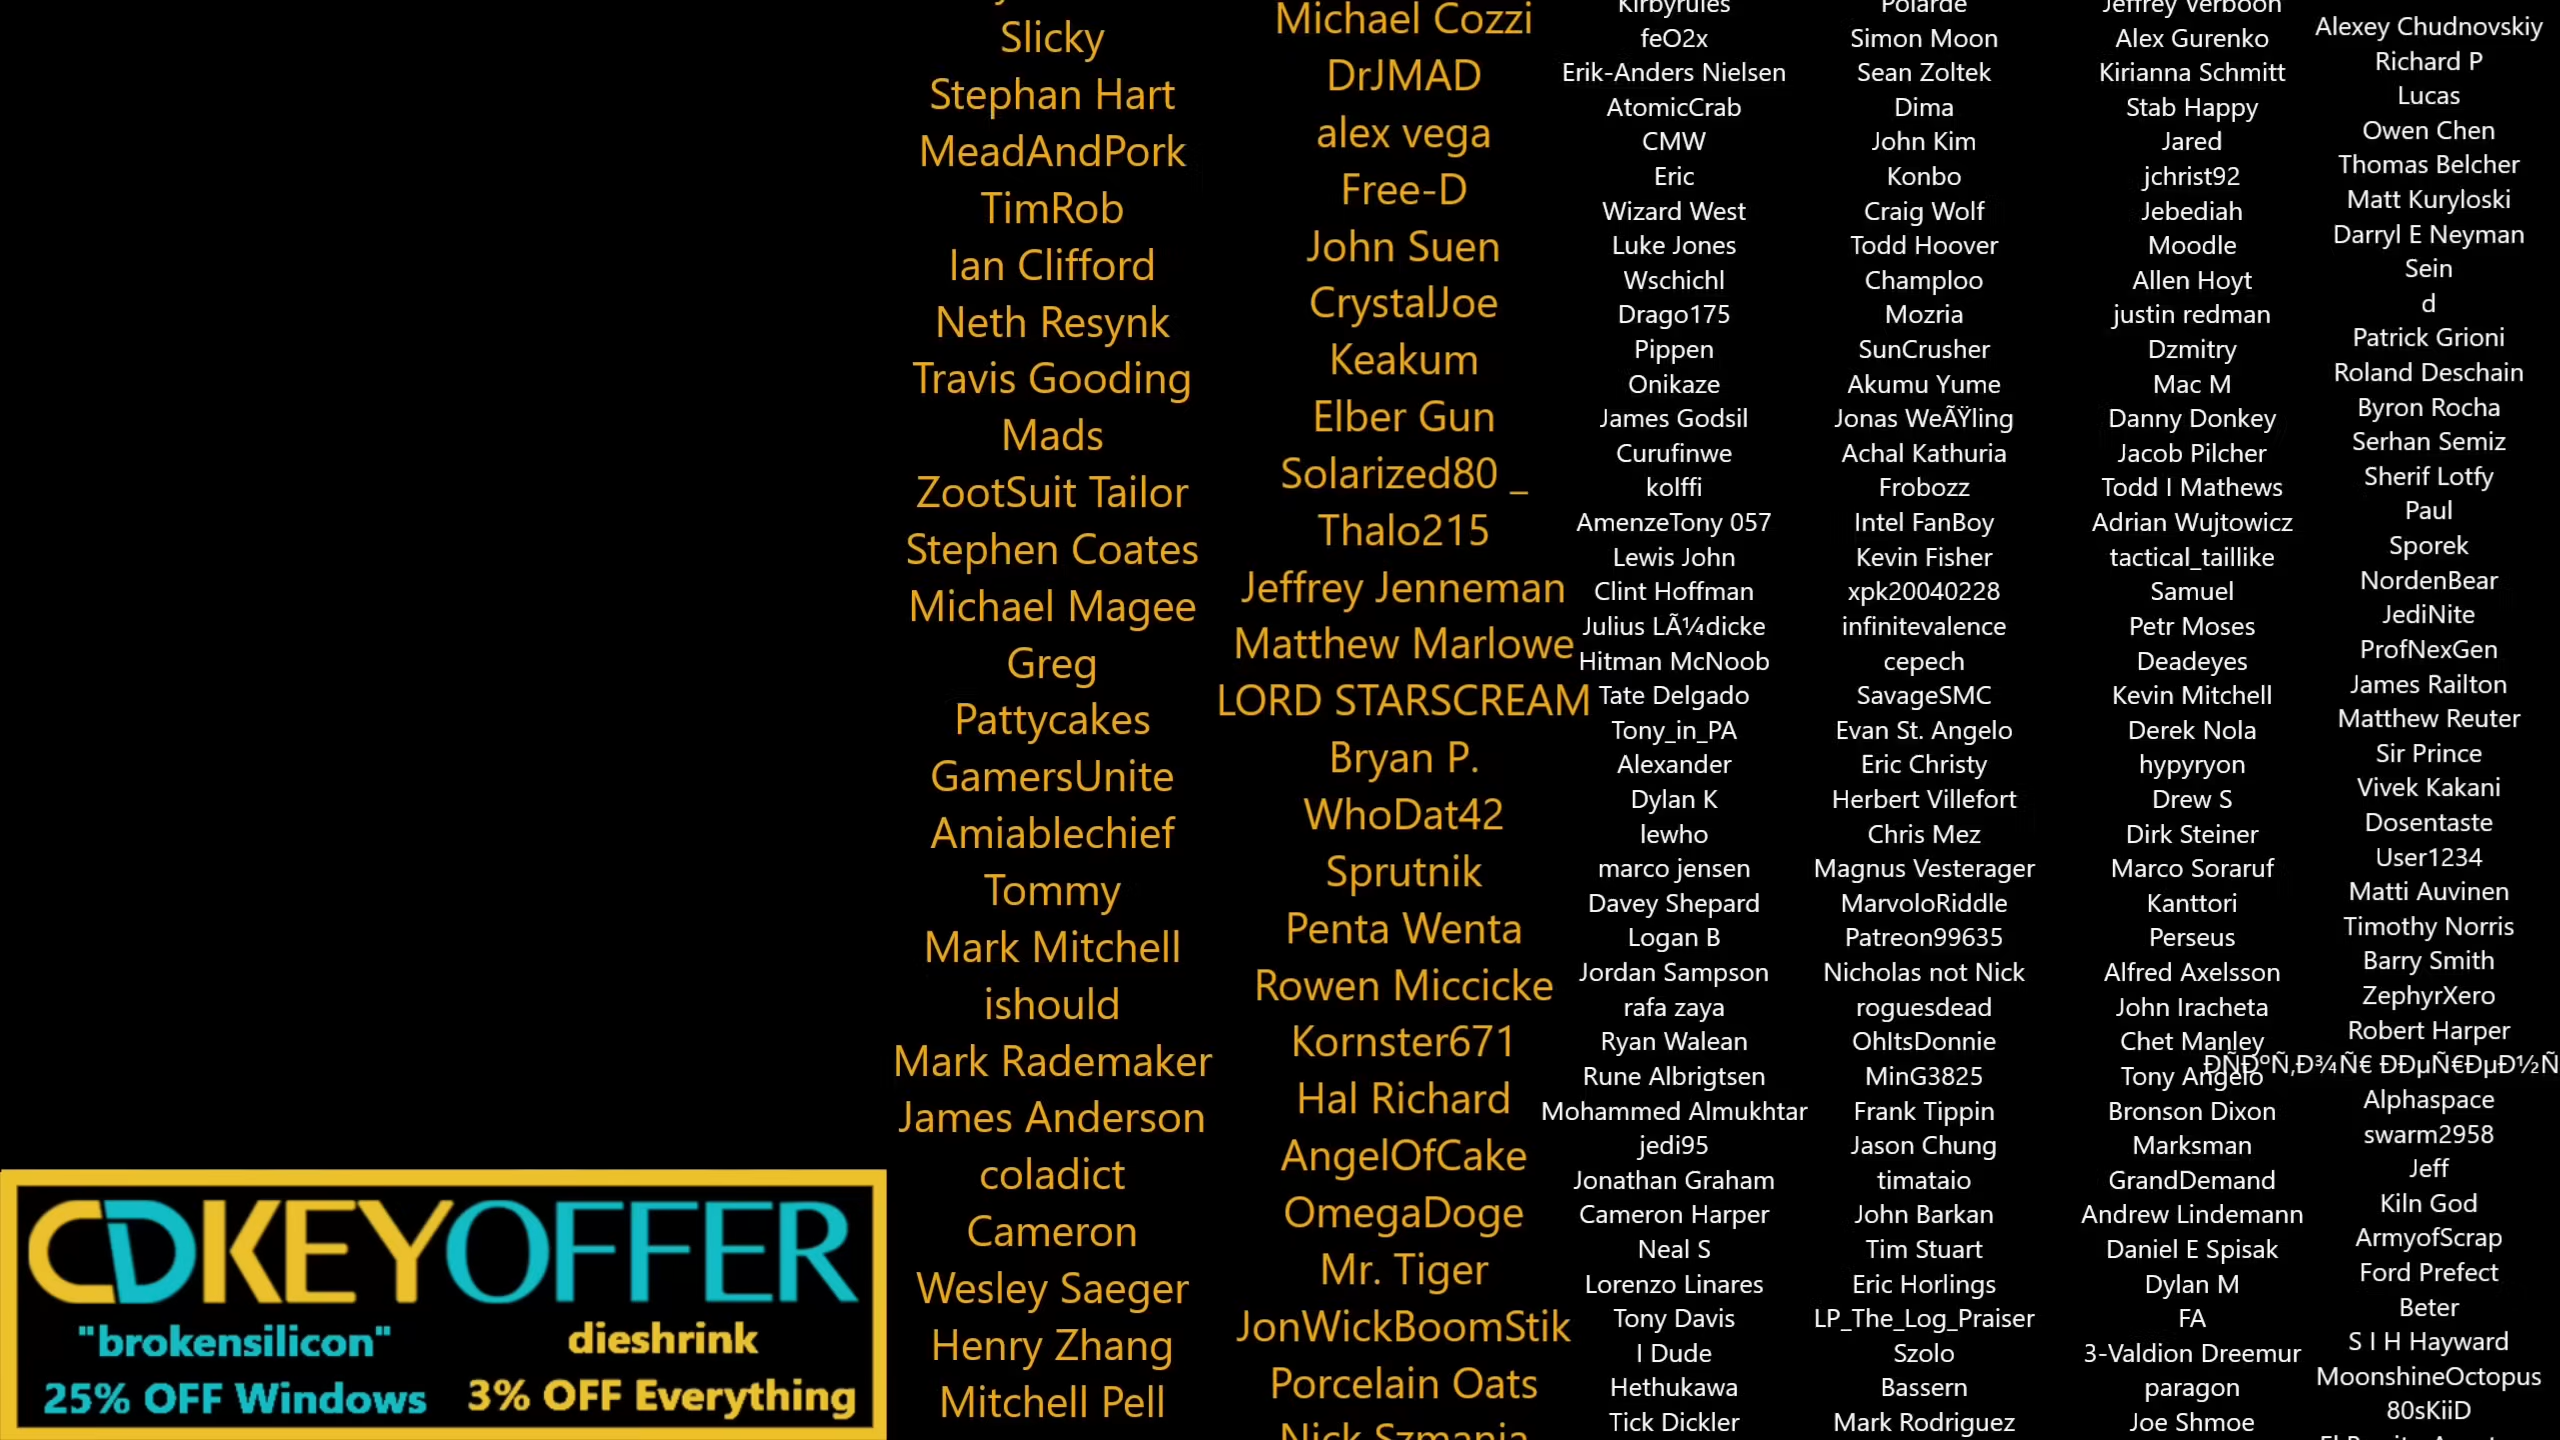 Slicky
Stephan Hart
MeadAndPork
TimRob
Ian Clifford
Neth Resynk
Travis Gooding
Mads
ZootSuit Tailor
Stephen Coates
Michael Magee
Greg
Pattycakes
GamersUnite
Amiablechief
Tommy
Mark Mitchell
ishould
Mark Rademaker
James Anderson
coladict
Cameron
Wesley Saeger
Henry Zhang
Mitchell Pell
Michael Cozzi
DrJMAD
alex vega
Free-D
John Suen
CrystalJoe
Keakum
Elber Gun
Solarized80 _
Thalo215
Jeffrey Jenneman
Matthew Marlowe
LORD STARSCREAM
Bryan P.
WhoDat42
Sprutnik
Penta Wenta
Rowen Miccicke
Kornster671
Hal Richard
AngelOfCake
OmegaDoge
Mr. Tiger
JonWickBoomStik
Porcelain Oats
Nick Szmania
Kirbyrules
feO2x
Erik-Anders Nielsen
AtomicCrab
CMW
Eric
Wizard West
Luke Jones
Wschichl
Drago175
Pippen
Onikaze
James Godsil
Curufinwe
kolffi
AmenzeTony 057
Lewis John
Clint Hoffman
Julius LÃ¼dicke
Hitman McNoob
Tate Delgado
Tony_in_PA
Alexander
Dylan K
lewho
marco jensen
Davey Shepard
Logan B
Jordan Sampson
rafa zaya
Ryan Walean
Rune Albrigtsen
Mohammed Almukhtar
jedi95
Jonathan Graham
Cameron Harper
Neal S
Lorenzo Linares
Tony Davis
I Dude
Hethukawa
Tick Dickler
Polarde
Simon Moon
Sean Zoltek
Dima
John Kim
Konbo
Craig Wolf
Todd Hoover
Champloo
Mozria
SunCrusher
Akumu Yume
Jonas WeÃŸling
Achal Kathuria
Frobozz
Intel FanBoy
Kevin Fisher
xpk20040228
infinitevalence
cepech
SavageSMC
Evan St. Angelo
Eric Christy
Herbert Villefort
Chris Mez
Magnus Vesterager
MarvoloRiddle
Patreon99635
Nicholas not Nick
roguesdead
OhItsDonnie
MinG3825
Frank Tippin
Jason Chung
timataio
John Barkan
Tim Stuart
Eric Horlings
LP_The_Log_Praiser
Szolo
Bassern
Mark Rodriguez
Jeffrey Verboon
Alex Gurenko
Kirianna Schmitt
Stab Happy
Jared
jchrist92
Jebediah
Moodle
Allen Hoyt
justin redman
Dzmitry
Mac M
Danny Donkey
Jacob Pilcher
Todd I Mathews
Adrian Wujtowicz
tactical_taillike
Samuel
Petr Moses
Deadeyes
Kevin Mitchell
Derek Nola
hypyryon
Drew S
Dirk Steiner
Marco Soraruf
Kanttori
Perseus
Alfred Axelsson
John Iracheta
Chet Manley
Tony Angelo
Bronson Dixon
Marksman
GrandDemand
Andrew Lindemann
Daniel E Spisak
Dylan M
FA
3-Valdion Dreemur
paragon
Joe Shmoe
Alexey Chudnovskiy
Richard P
Lucas
Owen Chen
Thomas Belcher
Matt Kuryloski
Darryl E Neyman
Sein
d
Patrick Grioni
Roland Deschain
Byron Rocha
Serhan Semiz
Sherif Lotfy
Paul
Sporek
NordenBear
JediNite
ProfNexGen
James Railton
Matthew Reuter
Sir Prince
Vivek Kakani
Dosentaste
User1234
Matti Auvinen
Timothy Norris
Barry Smith
ZephyrXero
Robert Harper
Alphaspace
swarm2958
Jeff
Kiln God
ArmyofScrap
Ford Prefect
Beter
S I H Hayward
MoonshineOctopus
80sKiiD
CDKEYOFFER
"brokensilicon"
25% OFF Windows
dieshrink
3% OFF Everything